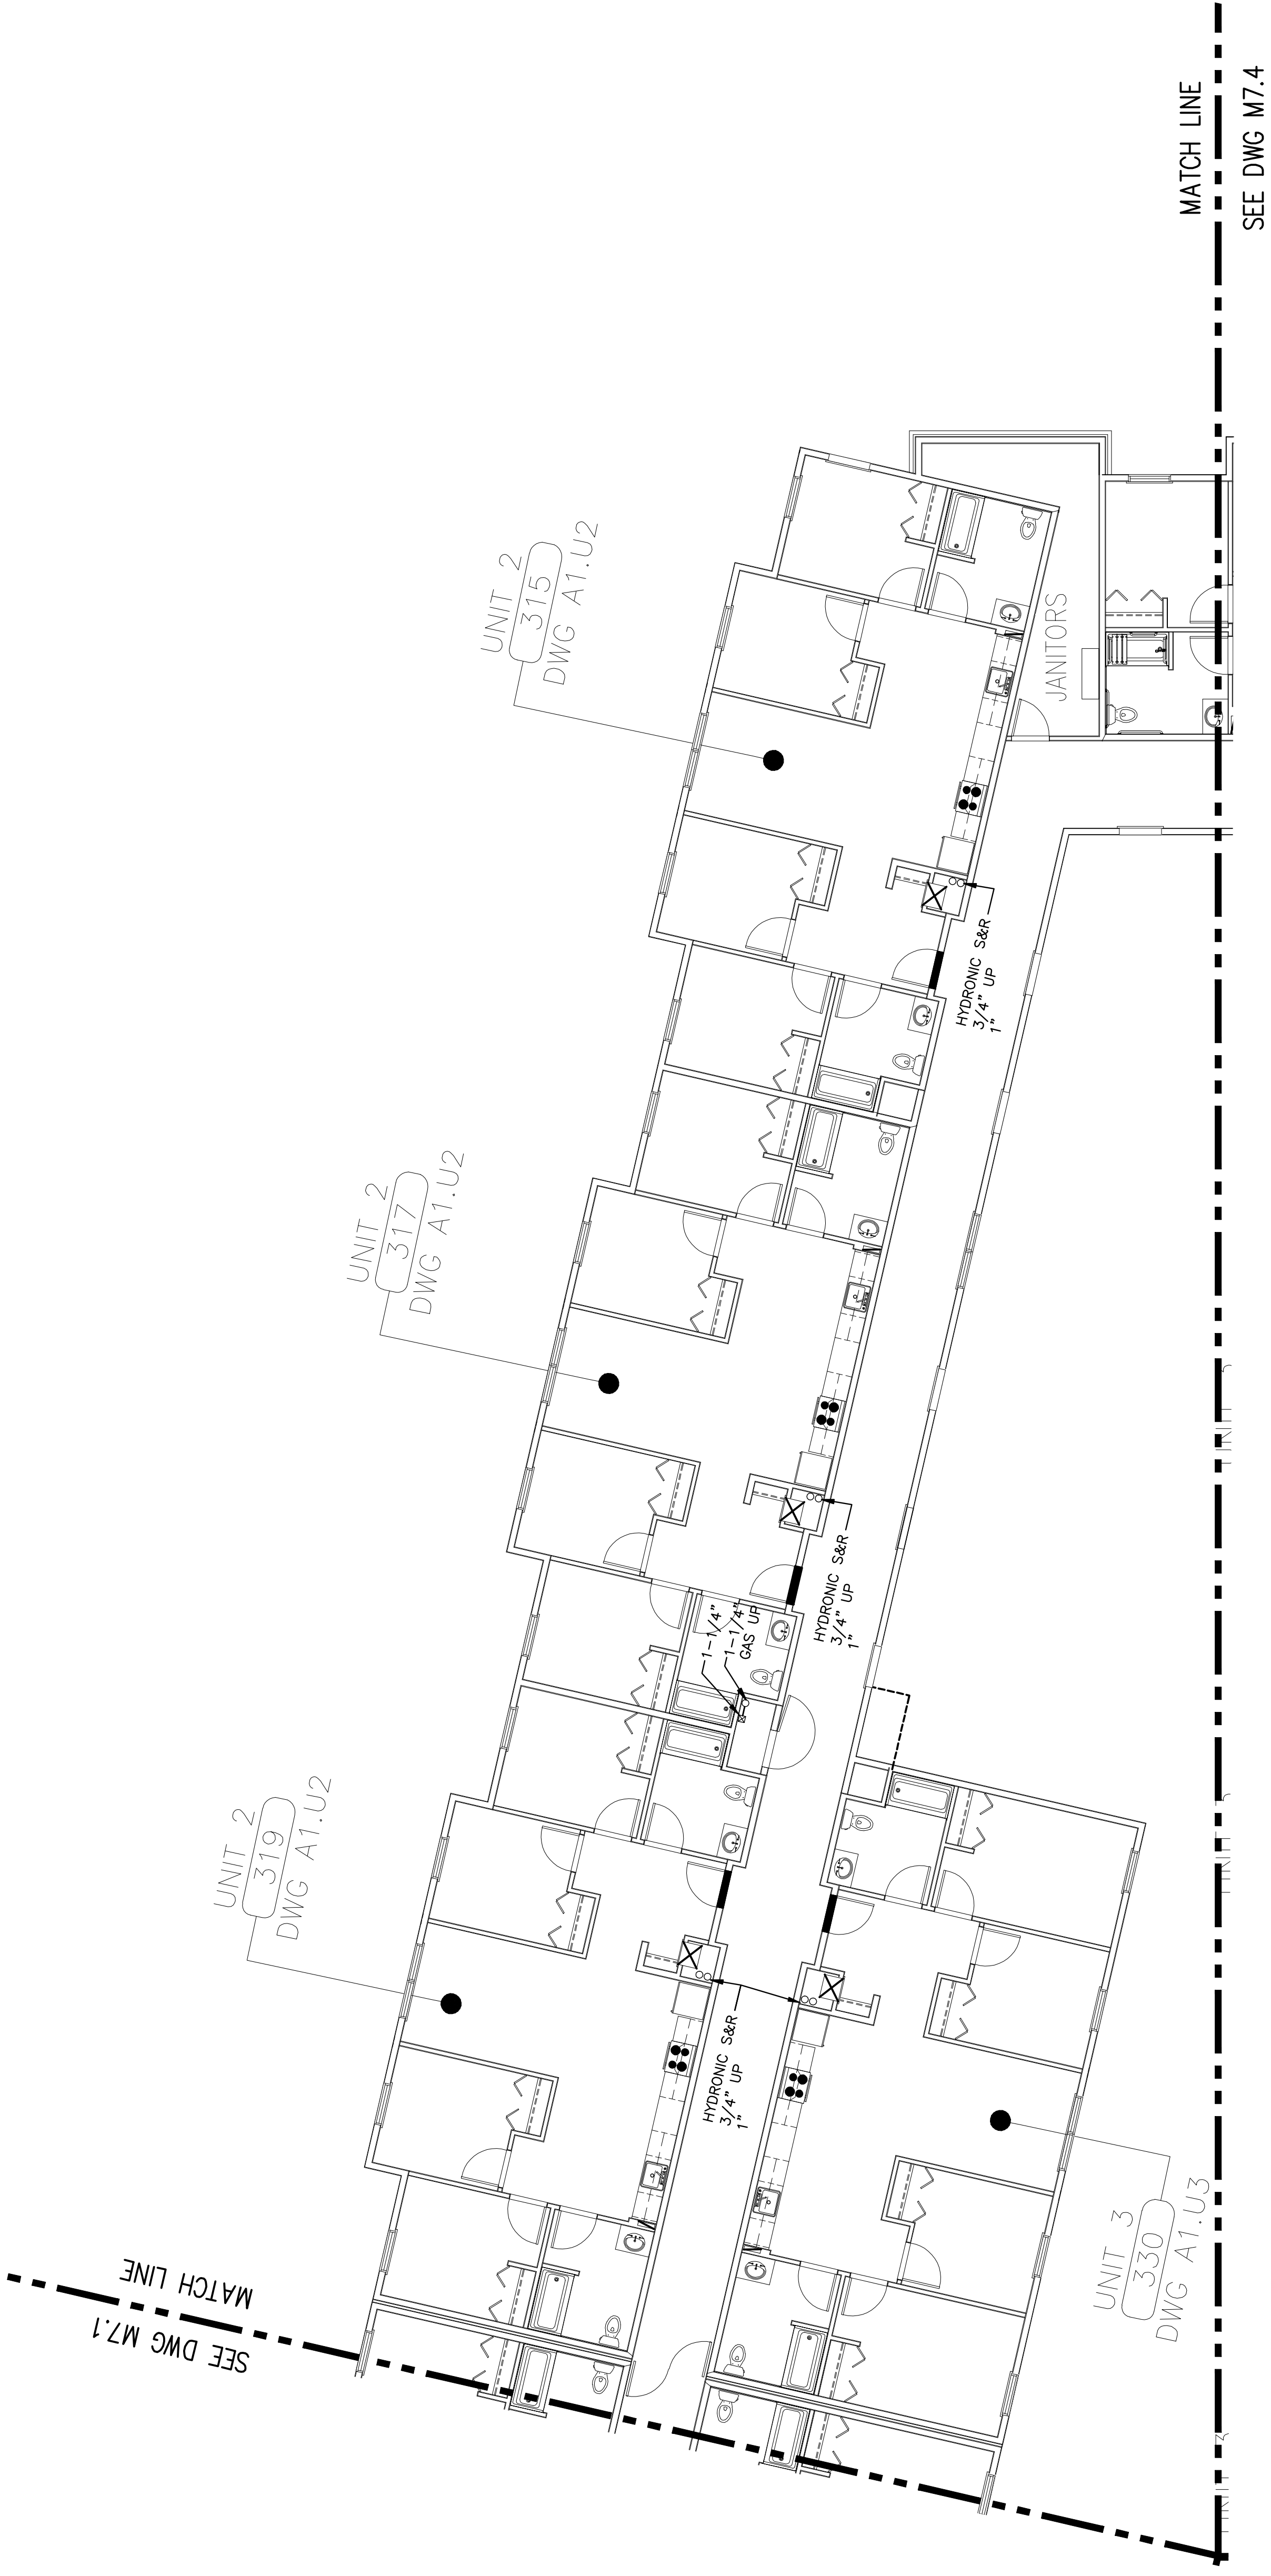 MATCH LINE
SEE DWG M7.4
UNIT 2
315
DWG A1.U2
JANITORS
HYDRONIC S&R
3/4" UP
1"
UNIT 2
317
DWG A1.U2
HYDRONIC S&R
3/4" UP
1"
1-1/4"
1-1/4"
GAS UP
UNIT 2
319
DWG A1.U2
HYDRONIC S&R
3/4" UP
1"
UNIT 3
330
DWG A1.U3
MATCH LINE
SEE DWG M7.1